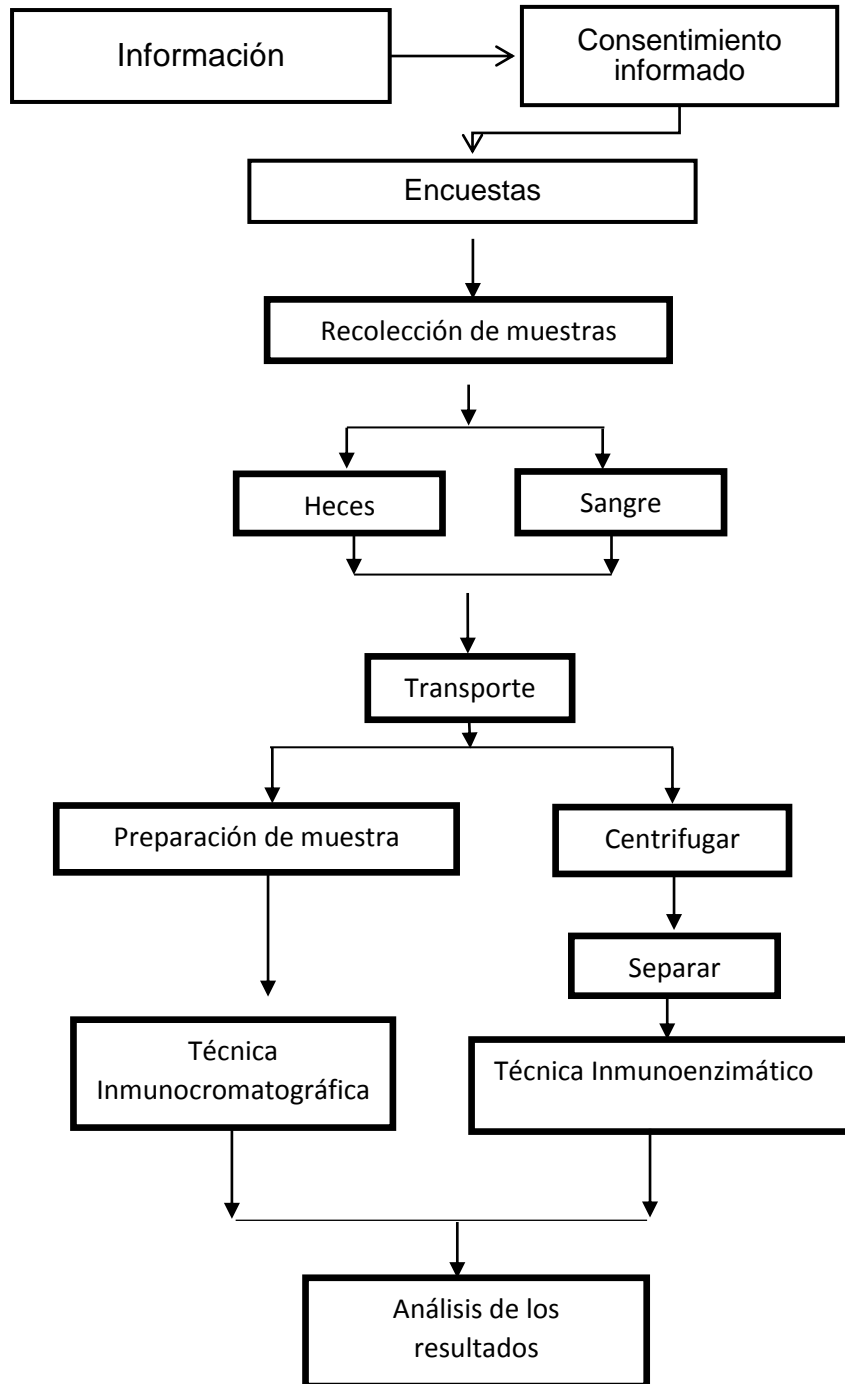 Información
Consentimiento
informado
Encuestas
Recolección de muestras
Heces
Sangre
Transporte
Preparación de muestra
Centrifugar
Separar
Técnica
Inmunocromatográfica
Técnica Inmunoenzimático
Análisis de los
resultados